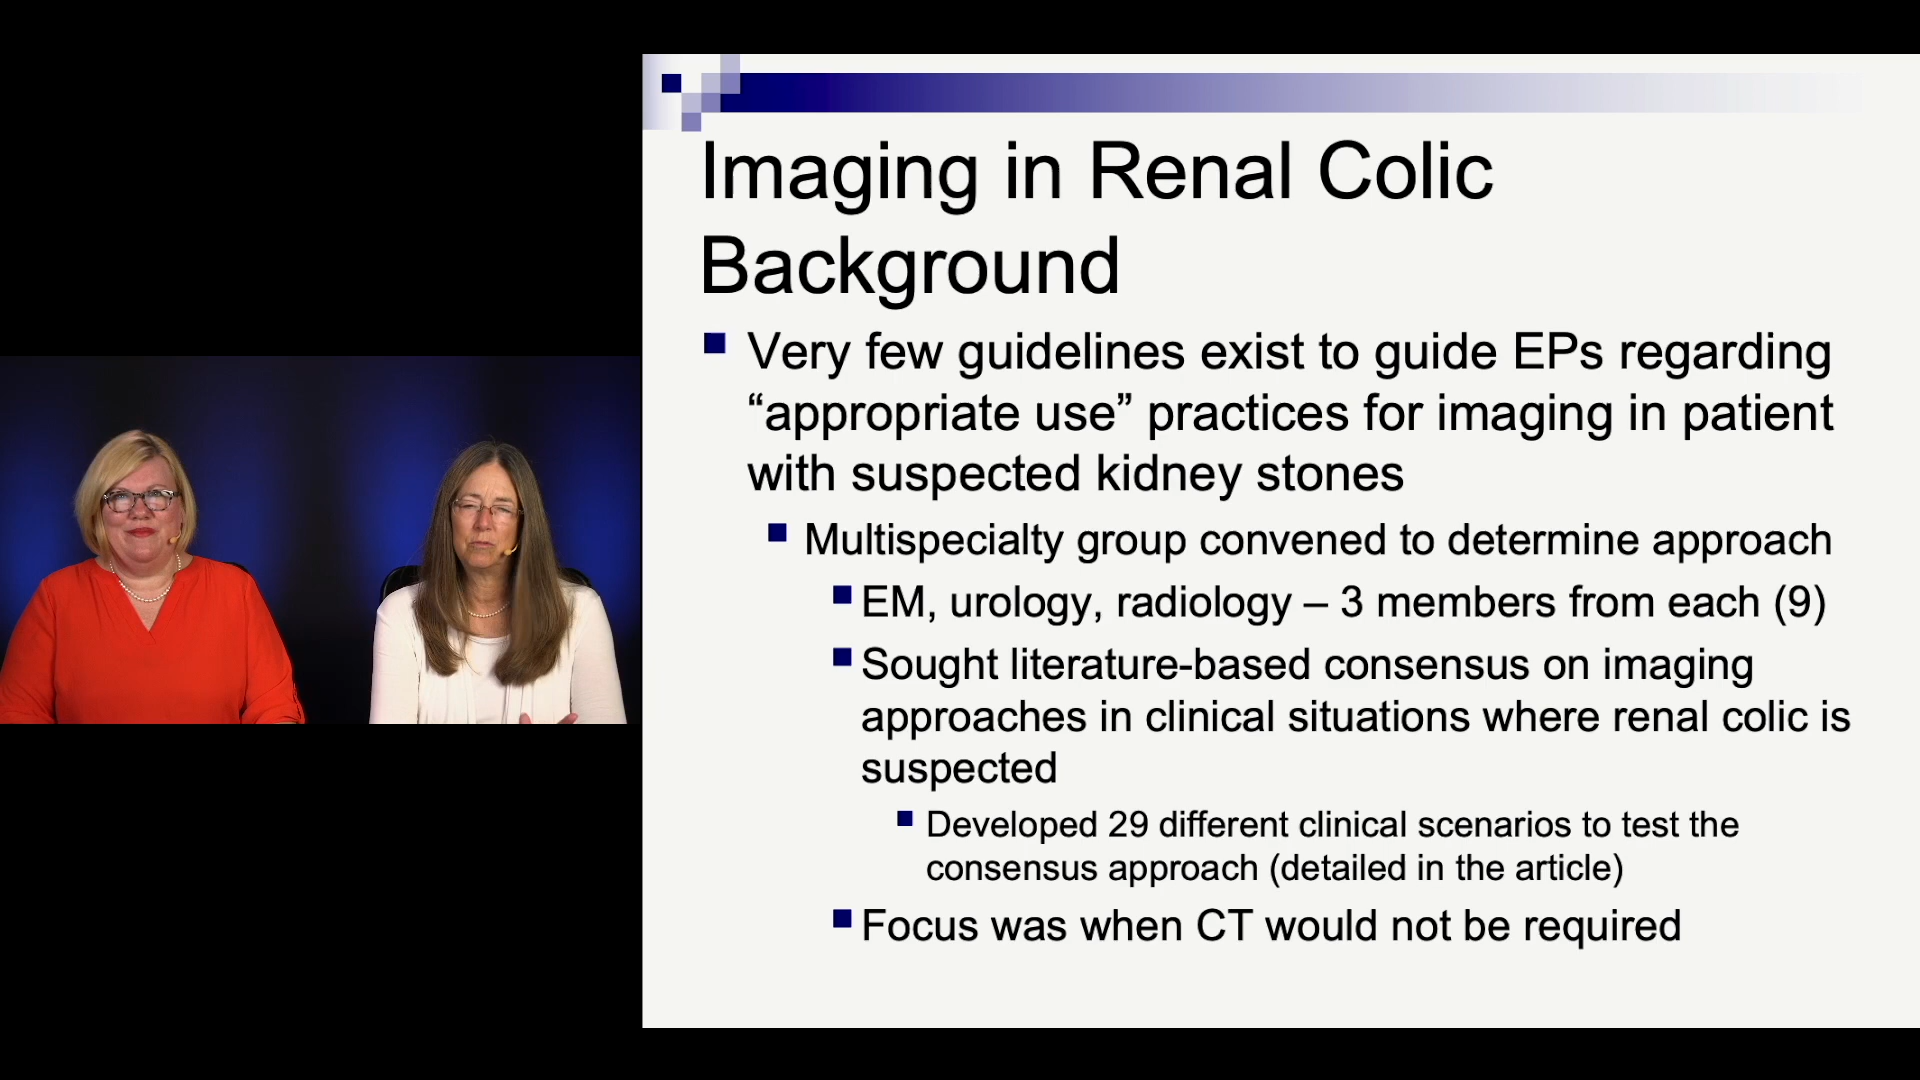 Imaging in Renal Colic
Background
Very few guidelines exist to guide EPs regarding
“appropriate use” practices for imaging in patient
with suspected kidney stones
Multispecialty group convened to determine approach
EM, urology, radiology – 3 members from each (9)
Sought literature-based consensus on imaging
approaches in clinical situations where renal colic is
suspected
Developed 29 different clinical scenarios to test the
consensus approach (detailed in the article)
Focus was when CT would not be required